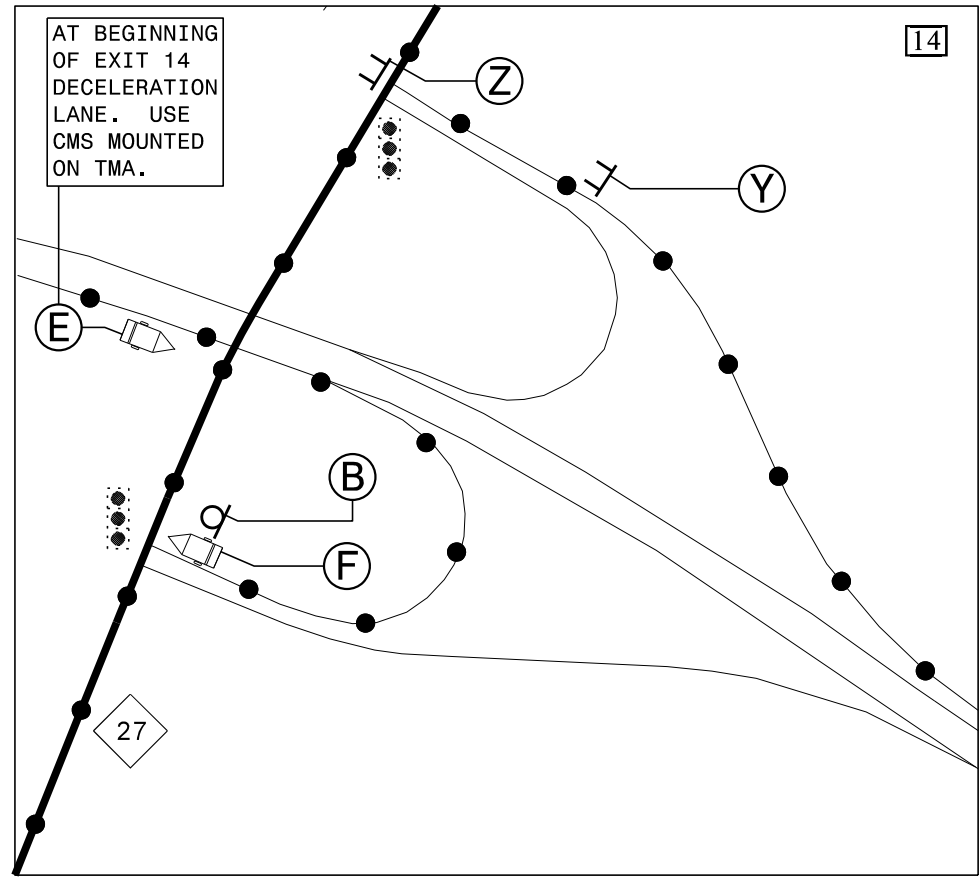 AT BEGINNING
OF EXIT 14
DECELERATION
LANE. USE
CMS MOUNTED
ON TMA.
14
Z
Y
E
B
F
27